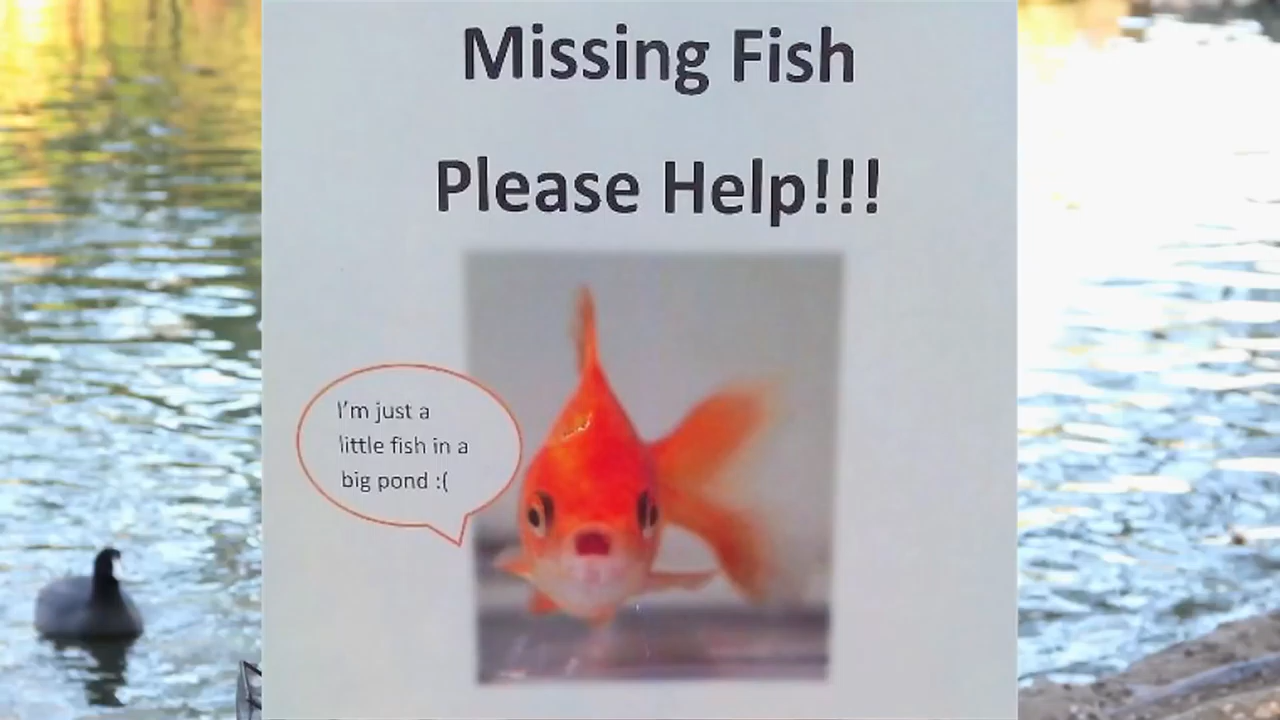 Missing Fish
Please Help!!!
I'm just a
little fish in a
big pond :(